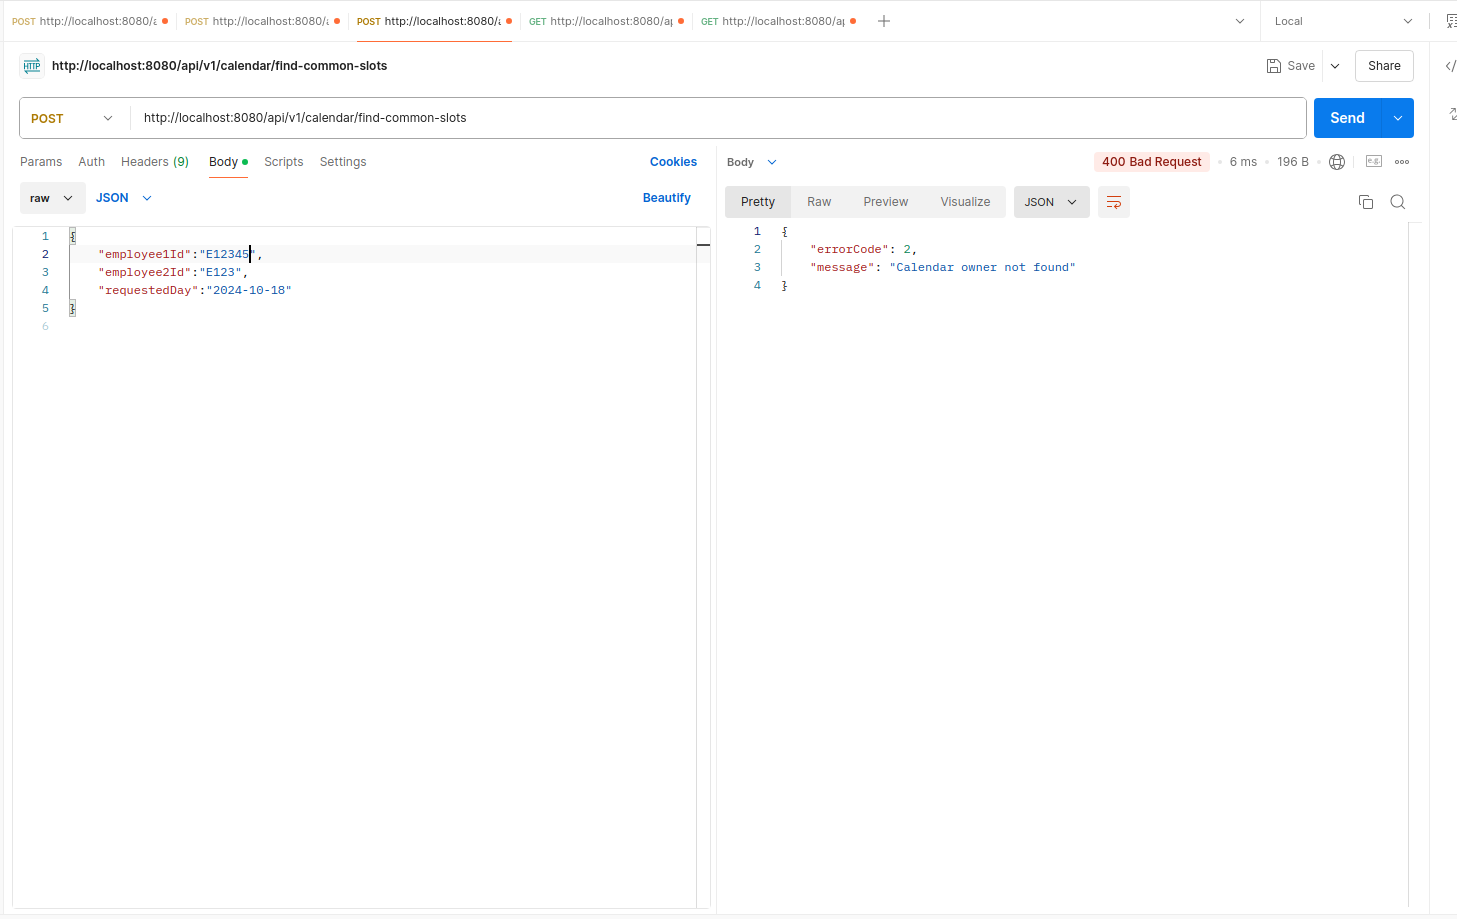 POST http://localhost:8080/a POST http://localhost:8080/a POST http://localhost:8080/a GET http://localhost:8080/ap GET http://localhost:8080/ap Local
HTTP http://localhost:8080/api/v1/calendar/find-common-slots Save Share
POST http://localhost:8080/api/v1/calendar/find-common-slots Send
Params Auth Headers (9) Body Scripts Settings Cookies
raw JSON Beautify
1 {
2 "employee1Id":"E12345",
3 "employee2Id":"E123",
4 "requestedDay":"2024-10-18"
5 }
6
Body 400 Bad Request 6 ms 196 B e.g.
Pretty Raw Preview Visualize JSON
1 {
2 "errorCode": 2,
3 "message": "Calendar owner not found"
4 }